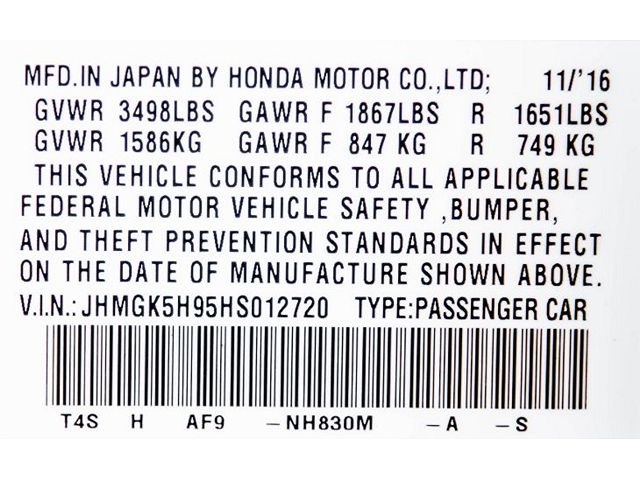 MFD.IN JAPAN BY HONDA MOTOR CO.,LTD; 11/'16
GVWR 3498LBS GAWR F 1867LBS R 1651LBS
GVWR 1586KG GAWR F 847 KG R 749 KG
THIS VEHICLE CONFORMS TO ALL APPLICABLE
FEDERAL MOTOR VEHICLE SAFETY ,BUMPER,
AND THEFT PREVENTION STANDARDS IN EFFECT
ON THE DATE OF MANUFACTURE SHOWN ABOVE.
V.I.N.: JHMGK5H95HS012720 TYPE:PASSENGER CAR
T4S H AF9 -NH830M -A -S